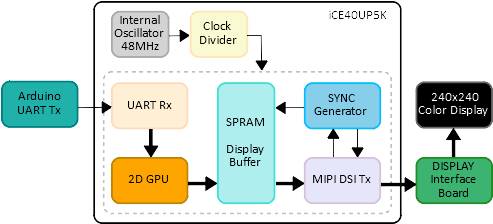 iCE40UP5K
Internal
Oscillator
48MHz
Clock
Divider
Arduino
UART Tx
UART Rx
SPRAM
Display
Buffer
SYNC
Generator
240x240
Color Display
2D GPU
MIPI DSI Tx
DISPLAY
Interface
Board